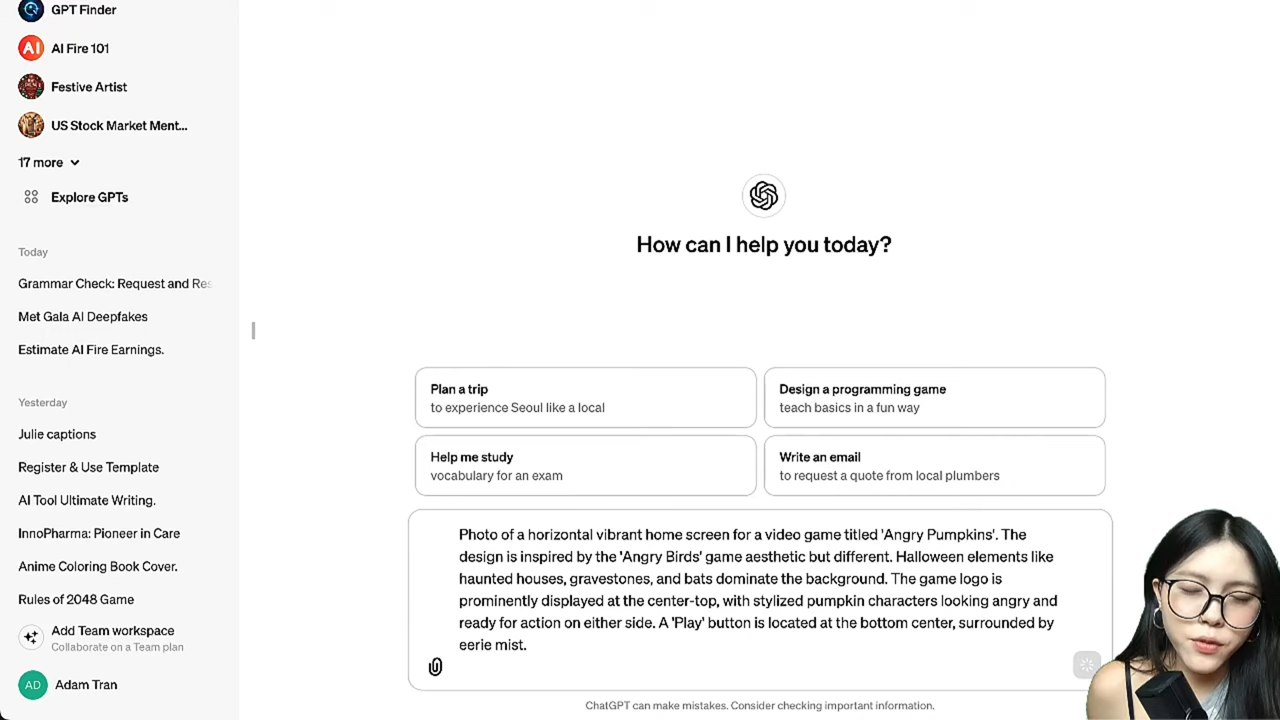 GPT Finder
AI
AI Fire 101
Festive Artist
US Stock Market Ment...
17 more
Explore GPTs
Today
Grammar Check: Request and Res
Met Gala AI Deepfakes
Estimate AI Fire Earnings.
Yesterday
Julie captions
Register & Use Template
AI Tool Ultimate Writing.
InnoPharma: Pioneer in Care
Anime Coloring Book Cover.
Rules of 2048 Game
Add Team workspace
Collaborate on a Team plan
AD
Adam Tran
How can I help you today?
Plan a trip
to experience Seoul like a local
Design a programming game
teach basics in a fun way
Help me study
vocabulary for an exam
Write an email
to request a quote from local plumbers
Photo of a horizontal vibrant home screen for a video game titled 'Angry Pumpkins'. The
design is inspired by the 'Angry Birds' game aesthetic but different. Halloween elements like
haunted houses, gravestones, and bats dominate the background. The game logo is
prominently displayed at the center-top, with stylized pumpkin characters looking angry and
ready for action on either side. A 'Play' button is located at the bottom center, surrounded by
eerie mist.
ChatGPT can make mistakes. Consider checking important information.